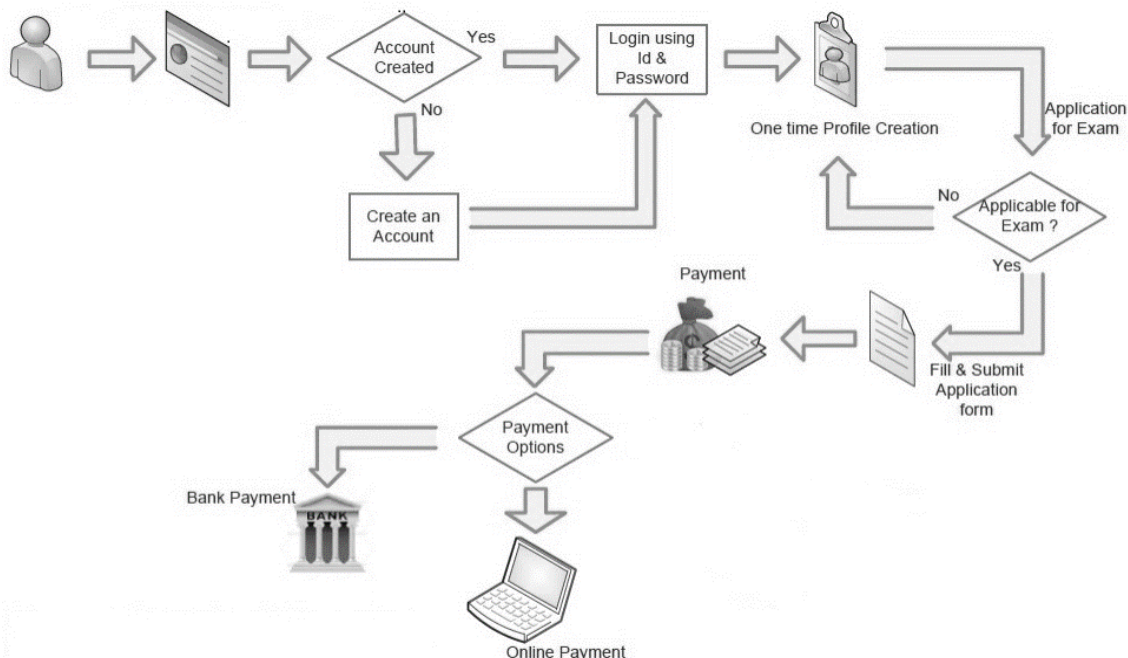 Account
Created
Yes
No
Login using
Id &
Password
One time Profile Creation
Application
for Exam
Create an
Account
No
Applicable for
Exam ?
Yes
Fill & Submit
Application
form
Payment
Payment
Options
Bank Payment
BANK
Online Payment